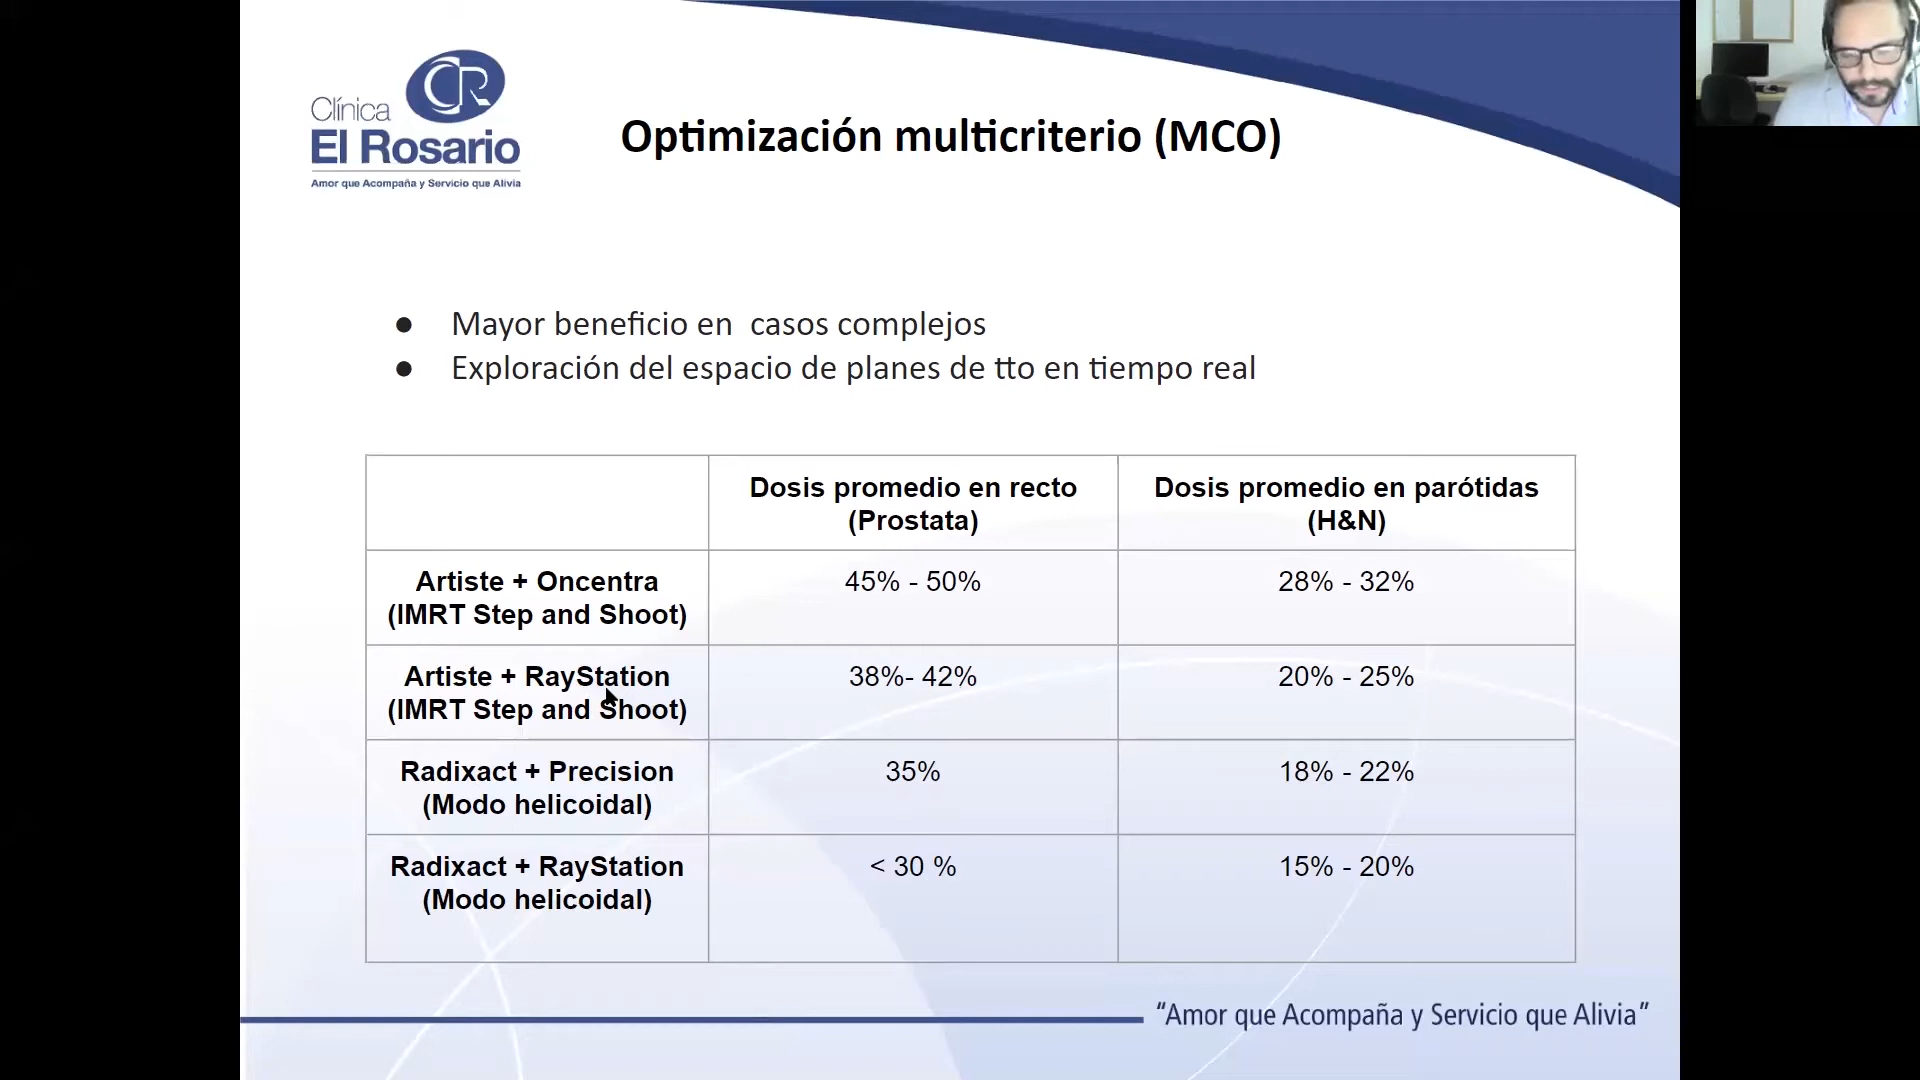 CR
Clínica
El Rosario
Amor que Acompaña y Servicio que Alivia
Optimización multicriterio (MCO)
● Mayor beneficio en casos complejos
● Exploración del espacio de planes de tto en tiempo real
Dosis promedio en recto
(Prostata)
Dosis promedio en parótidas
(H&N)
Artiste + Oncentra
(IMRT Step and Shoot)
45% - 50%
28% - 32%
Artiste + RayStation
(IMRT Step and Shoot)
38%- 42%
20% - 25%
Radixact + Precision
(Modo helicoidal)
35%
18% - 22%
Radixact + RayStation
(Modo helicoidal)
< 30 %
15% - 20%
“Amor que Acompaña y Servicio que Alivia”